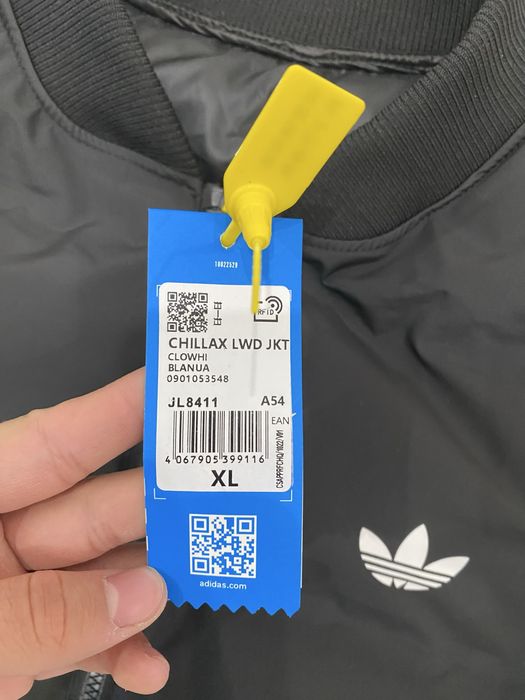 10022529
RFID
CHILLAX LWD JKT
CLOWHI
BLANUA
0901053548
JL8411 A54
EAN
4 067905 399116
XL
adidas.com